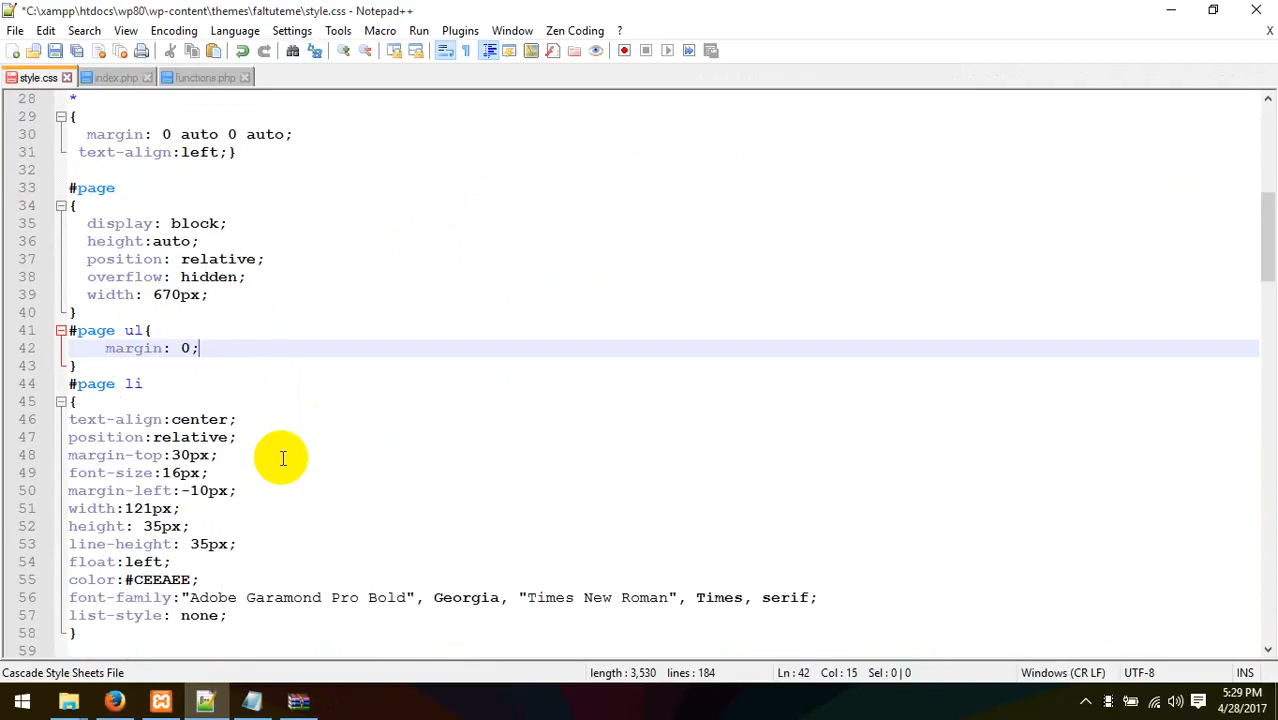 *C:\xampp\htdocs\wp80\wp-content\themes\faltuteme\style.css - Notepad++
File Edit Search View Encoding Language Settings Tools Macro Run Plugins Window Zen Coding ? X
style.css index.php functions.php
28 *
29 {
30 margin: 0 auto 0 auto;
31 text-align:left;}
32
33 #page
34 {
35 display: block;
36 height:auto;
37 position: relative;
38 overflow: hidden;
39 width: 670px;
40 }
41 #page ul{
42 margin: 0;
43 }
44 #page li
45 {
46 text-align:center;
47 position:relative;
48 margin-top:30px;
49 font-size:16px;
50 margin-left:-10px;
51 width:121px;
52 height: 35px;
53 line-height: 35px;
54 float:left;
55 color:#CEEAEE;
56 font-family:"Adobe Garamond Pro Bold", Georgia, "Times New Roman", Times, serif;
57 list-style: none;
58 }
59
Cascade Style Sheets File length : 3,530 lines : 184 Ln : 42 Col : 15 Sel : 0 | 0 Windows (CR LF) UTF-8 INS
5:29 PM
4/28/2017